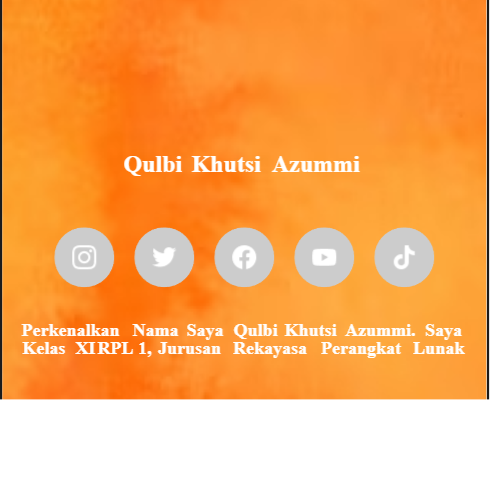 Qulbi Khutsi Azummi
Perkenalkan Nama Saya Qulbi Khutsi Azummi. Saya
Kelas XI RPL 1, Jurusan Rekayasa Perangkat Lunak